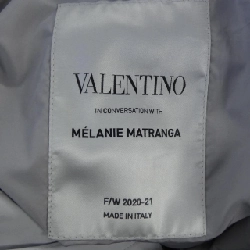 VALENTINO
IN CONVERSATION WITH
MÉLANIE MATRANGA
F/W 2020-21
MADE IN ITALY